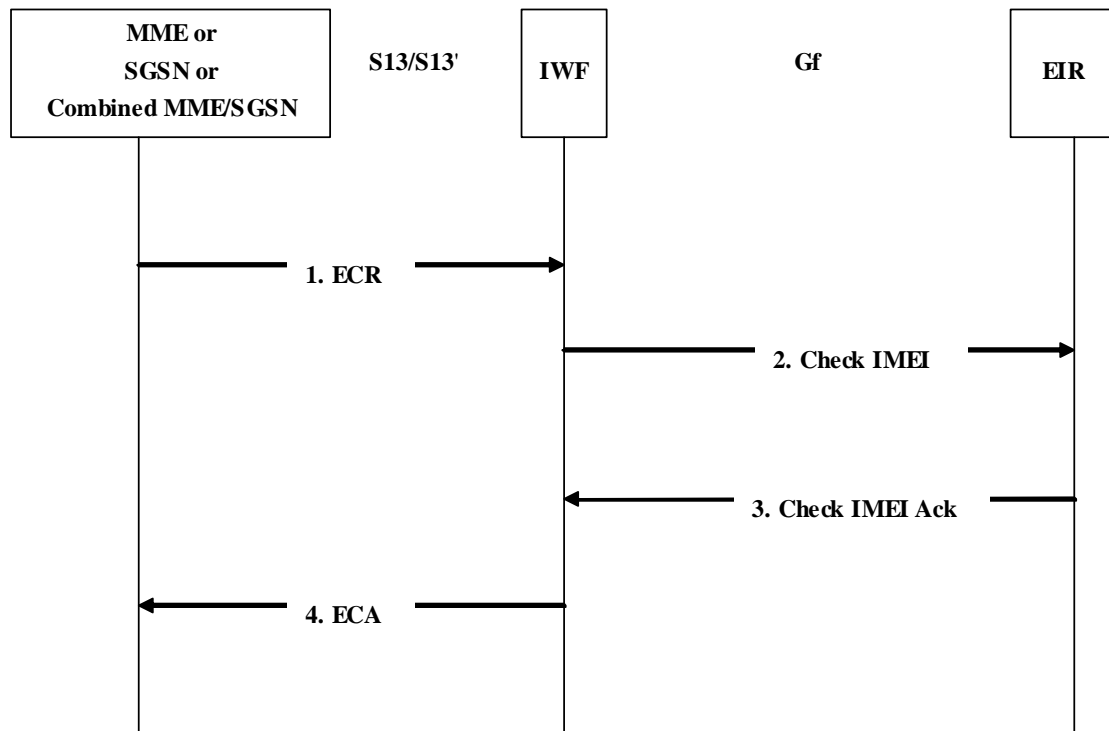 MME or
SGSN or
Combined MME/SGSN
S13/S13'
IWF
Gf
EIR
1. ECR
2. Check IMEI
3. Check IMEI Ack
4. ECA